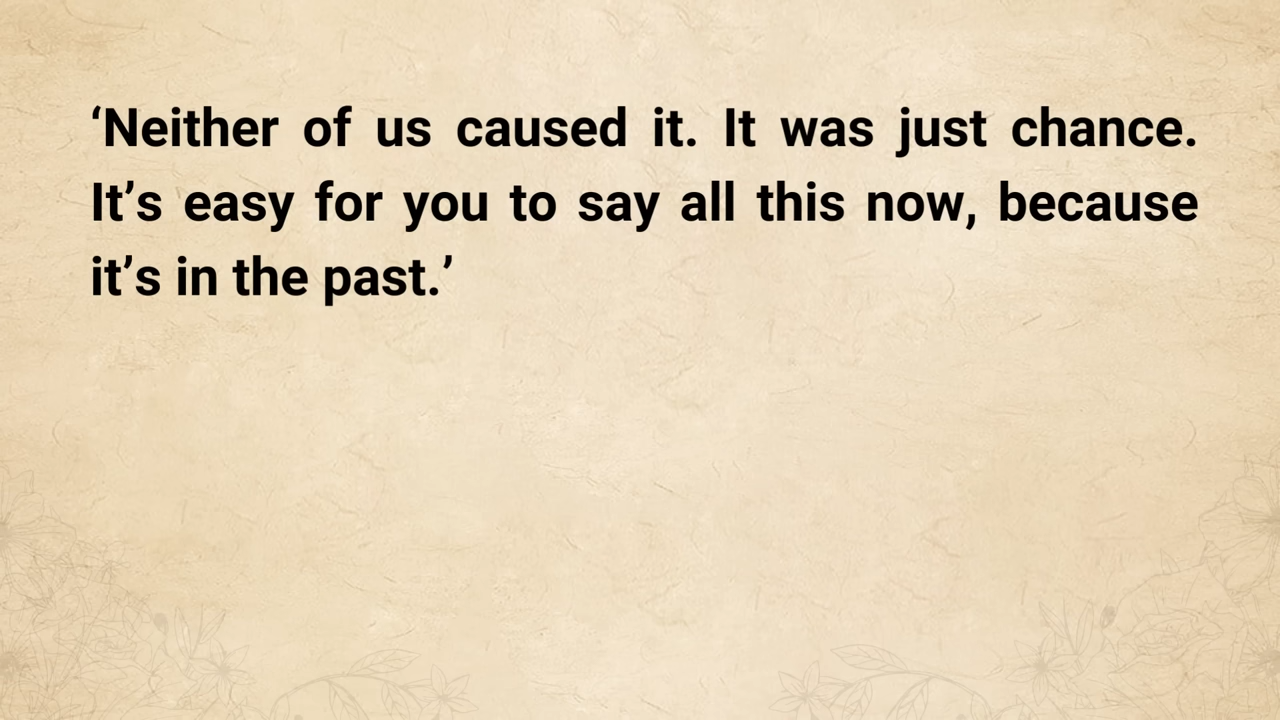 ‘Neither of us caused it. It was just chance.
It’s easy for you to say all this now, because
it’s in the past.’